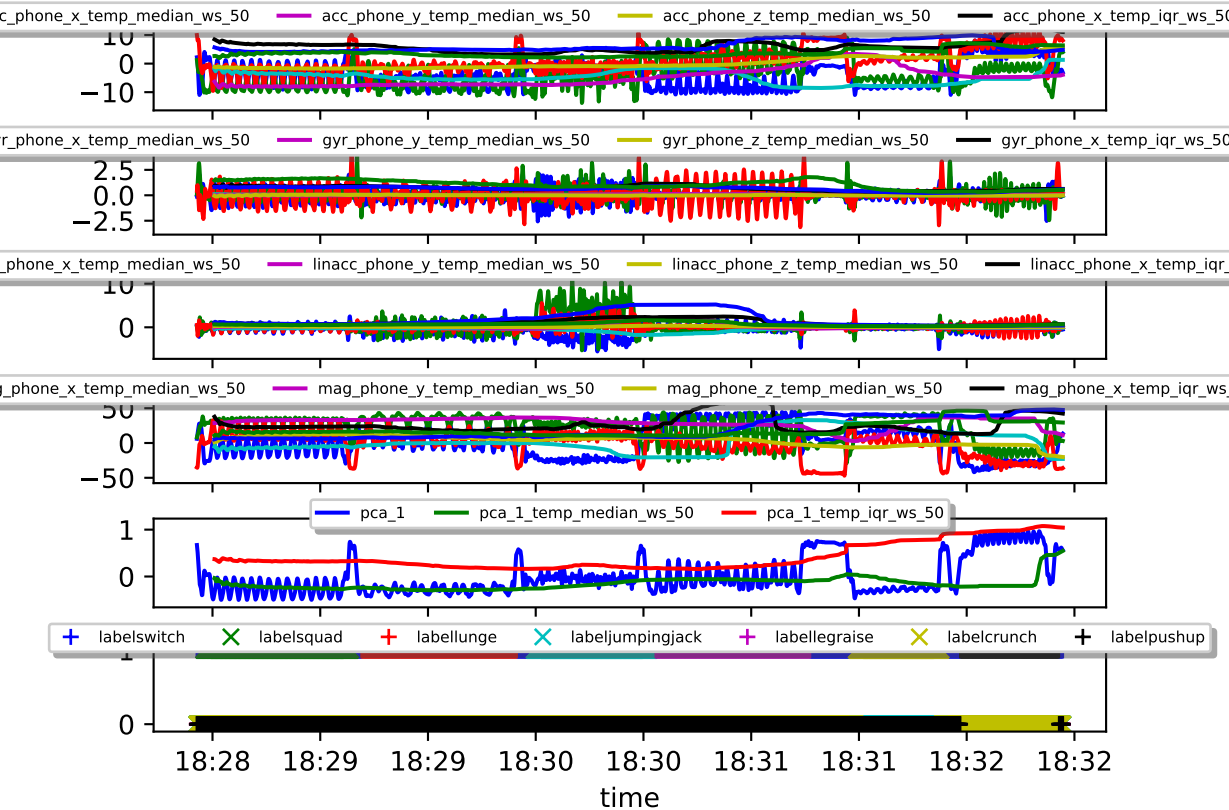 c_phone_x_temp_median_ws_50 acc_phone_y_temp_median_ws_50 acc_phone_z_temp_median_ws_50 acc_phone_x_temp_iqr_ws_50
10
0
−10
r_phone_x_temp_median_ws_50 gyr_phone_y_temp_median_ws_50 gyr_phone_z_temp_median_ws_50 gyr_phone_x_temp_iqr_ws_50
2.5
0.0
−2.5
_phone_x_temp_median_ws_50 linacc_phone_y_temp_median_ws_50 linacc_phone_z_temp_median_ws_50 linacc_phone_x_temp_iqr_
10
0
g_phone_x_temp_median_ws_50 mag_phone_y_temp_median_ws_50 mag_phone_z_temp_median_ws_50 mag_phone_x_temp_iqr_ws_
50
0
−50
pca_1 pca_1_temp_median_ws_50 pca_1_temp_iqr_ws_50
1
0
labelswitch labelsquad labellunge labeljumpingjack labellegraise labelcrunch labelpushup
1
0
18:28 18:29 18:29 18:30 18:30 18:31 18:31 18:32 18:32
time